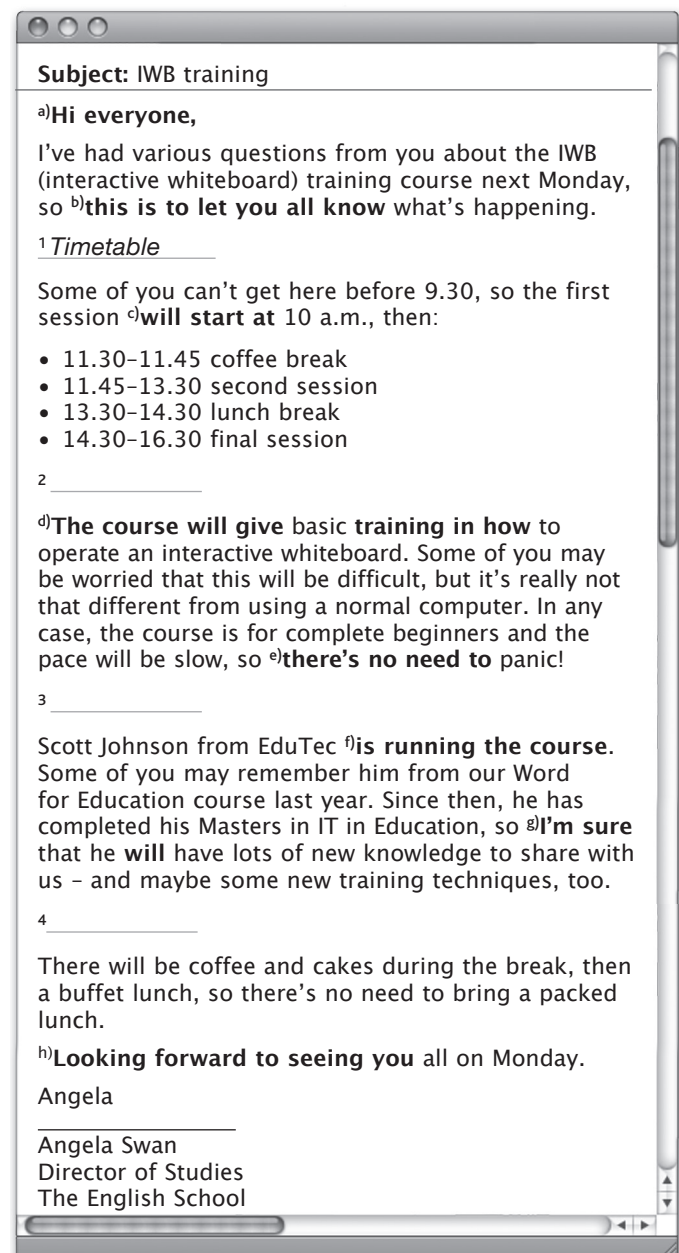 Subject: IWB training
a)Hi everyone,
I've had various questions from you about the IWB
(interactive whiteboard) training course next Monday,
so b)this is to let you all know what's happening.
1 Timetable
Some of you can't get here before 9.30, so the first
session c)will start at 10 a.m., then:
• 11.30–11.45 coffee break
• 11.45–13.30 second session
• 13.30–14.30 lunch break
• 14.30–16.30 final session
2
d)The course will give basic training in how to
operate an interactive whiteboard. Some of you may
be worried that this will be difficult, but it's really not
that different from using a normal computer. In any
case, the course is for complete beginners and the
pace will be slow, so e)there's no need to panic!
3
Scott Johnson from EduTec f)is running the course.
Some of you may remember him from our Word
for Education course last year. Since then, he has
completed his Masters in IT in Education, so g)I'm sure
that he will have lots of new knowledge to share with
us – and maybe some new training techniques, too.
4
There will be coffee and cakes during the break, then
a buffet lunch, so there's no need to bring a packed
lunch.
h)Looking forward to seeing you all on Monday.
Angela
Angela Swan
Director of Studies
The English School